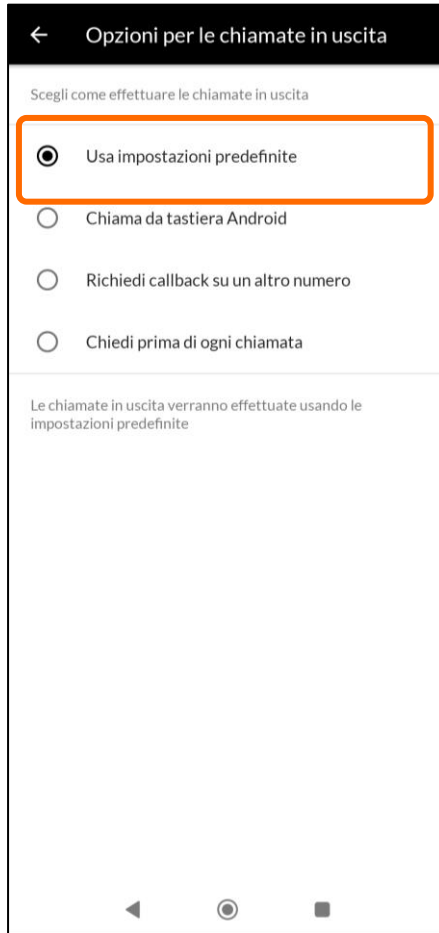 Opzioni per le chiamate in uscita
Scegli come effettuare le chiamate in uscita
Usa impostazioni predefinite
Chiama da tastiera Android
Richiedi callback su un altro numero
Chiedi prima di ogni chiamata
Le chiamate in uscita verranno effettuate usando le
impostazioni predefinite